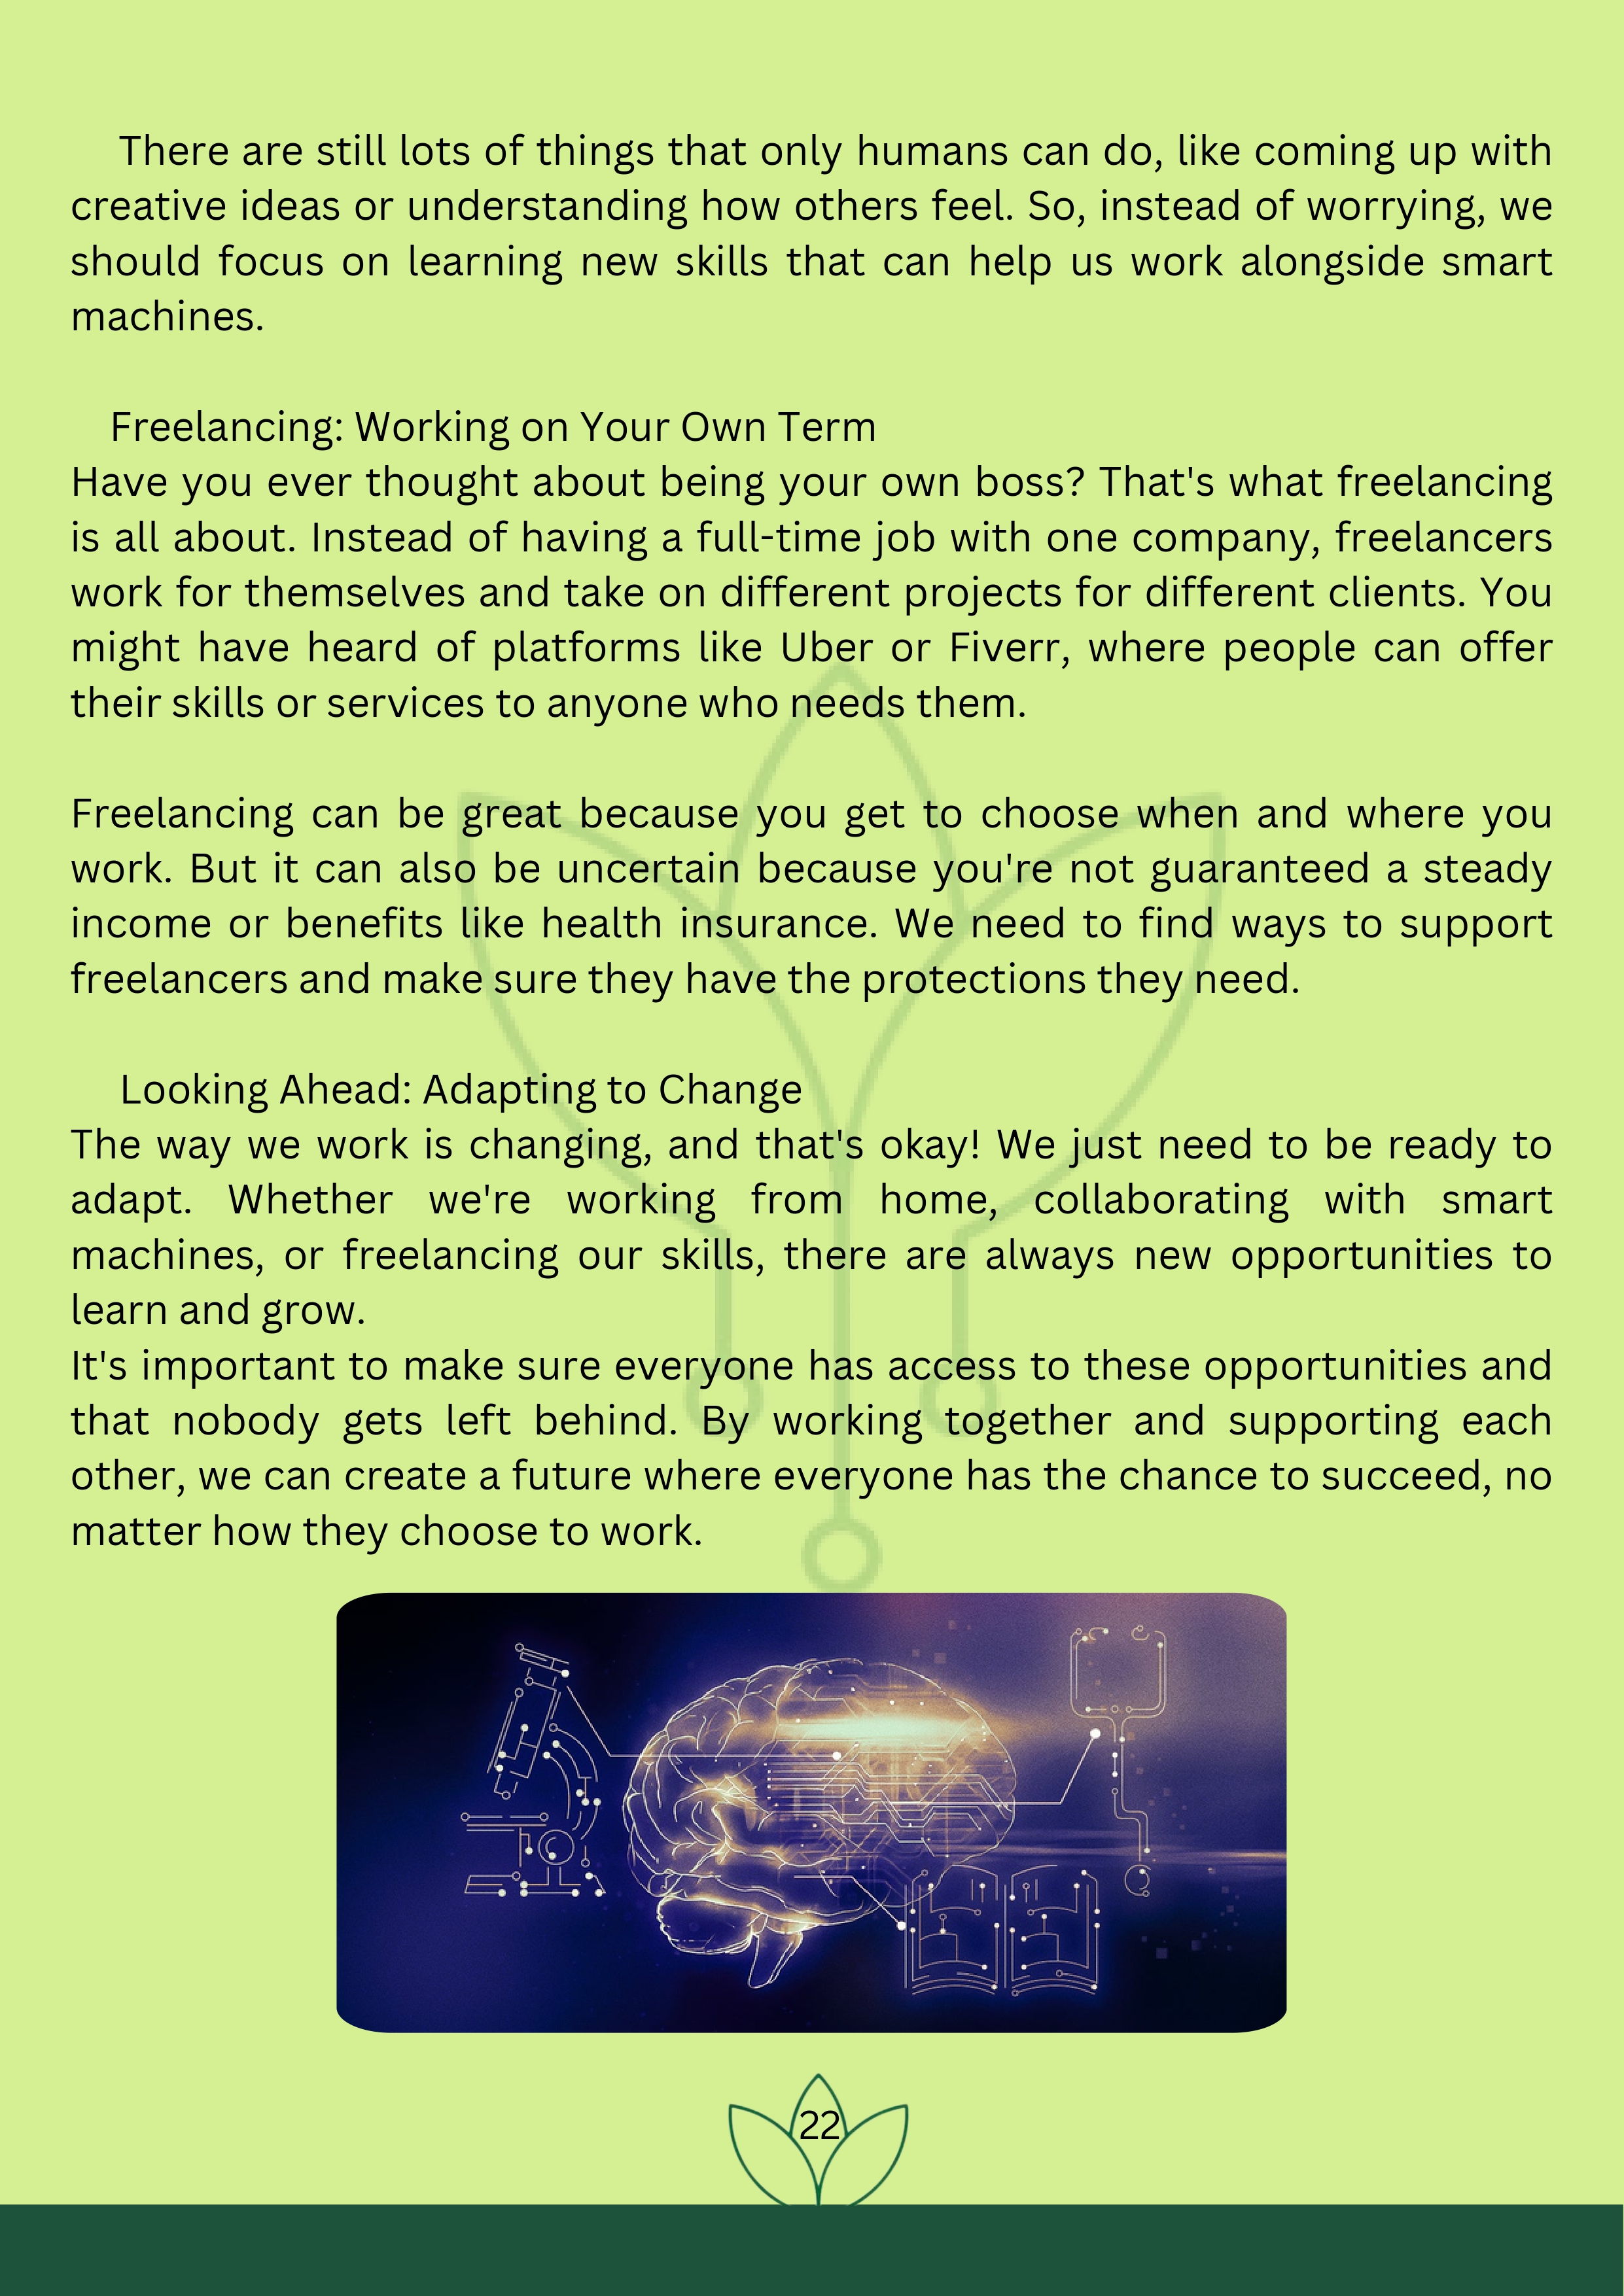 There are still lots of things that only humans can do, like coming up with
creative ideas or understanding how others feel. So, instead of worrying, we
should focus on learning new skills that can help us work alongside smart
machines.
Freelancing: Working on Your Own Term
Have you ever thought about being your own boss? That's what freelancing
is all about. Instead of having a full-time job with one company, freelancers
work for themselves and take on different projects for different clients. You
might have heard of platforms like Uber or Fiverr, where people can offer
their skills or services to anyone who needs them.
Freelancing can be great because you get to choose when and where you
work. But it can also be uncertain because you're not guaranteed a steady
income or benefits like health insurance. We need to find ways to support
freelancers and make sure they have the protections they need.
Looking Ahead: Adapting to Change
The way we work is changing, and that's okay! We just need to be ready to
adapt. Whether we're working from home, collaborating with smart
machines, or freelancing our skills, there are always new opportunities to
learn and grow.
It's important to make sure everyone has access to these opportunities and
that nobody gets left behind. By working together and supporting each
other, we can create a future where everyone has the chance to succeed, no
matter how they choose to work.
22